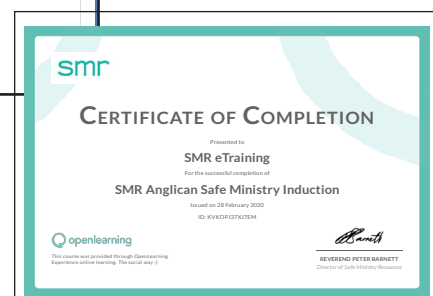 smr
CERTIFICATE OF COMPLETION
Presented to
SMR eTraining
For the successful completion of
SMR Anglican Safe Ministry Induction
Issued on 28 February 2020
ID: KVKQPJ37XJ7EM
openlearning
This course was provided through OpenLearning
Experience online learning. The social way :)
REVEREND PETER BARNETT
Director of Safe Ministry Resources